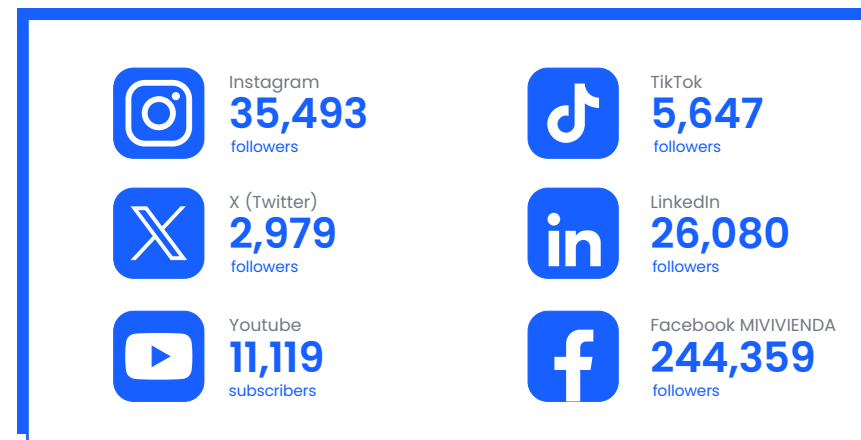 Instagram
35,493
followers
TikTok
5,647
followers
X (Twitter)
2,979
followers
LinkedIn
26,080
followers
Youtube
11,119
subscribers
Facebook MIVIVIENDA
244,359
followers